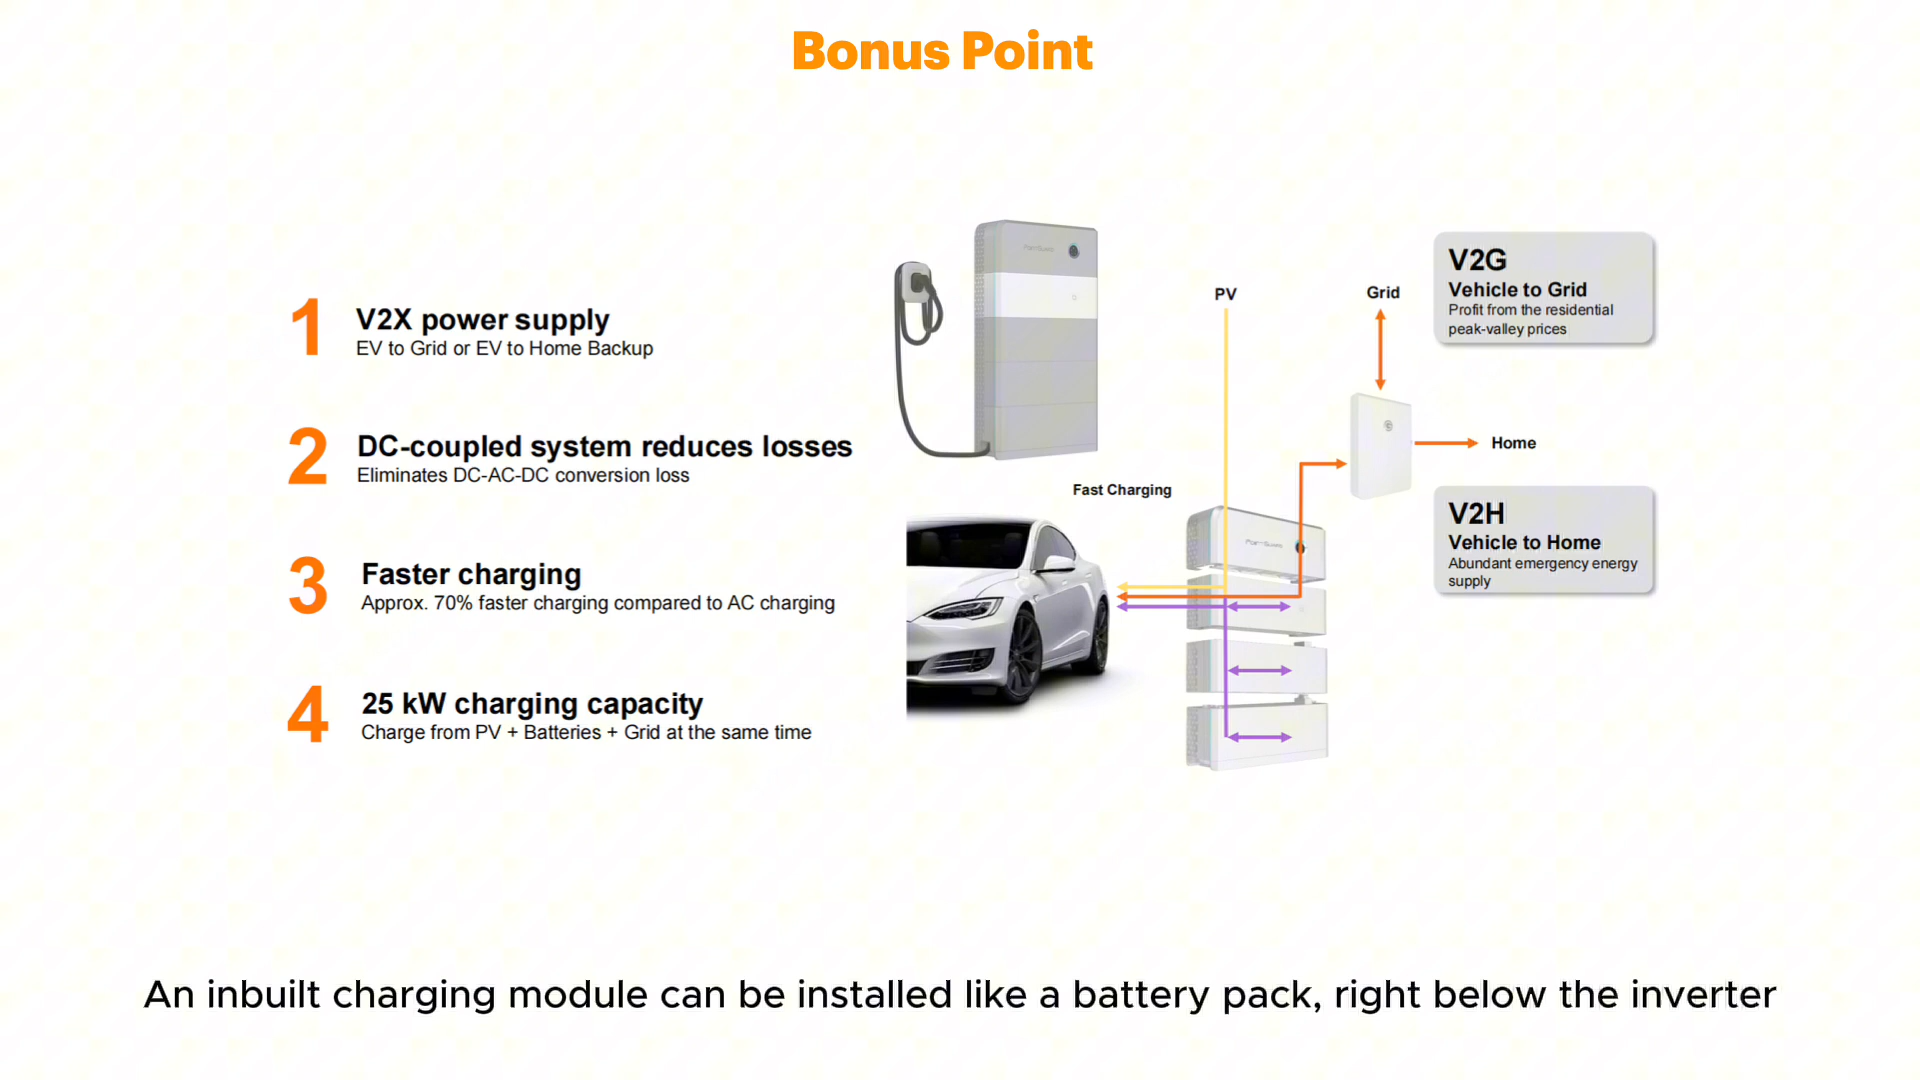 Bonus Point
1
V2X power supply
EV to Grid or EV to Home Backup
2
DC-coupled system reduces losses
Eliminates DC-AC-DC conversion loss
3
Faster charging
Approx. 70% faster charging compared to AC charging
4
25 kW charging capacity
Charge from PV + Batteries + Grid at the same time
PV
Grid
Home
Fast Charging
V2G
Vehicle to Grid
Profit from the residential
peak-valley prices
V2H
Vehicle to Home
Abundant emergency energy
supply
An inbuilt charging module can be installed like a battery pack, right below the inverter